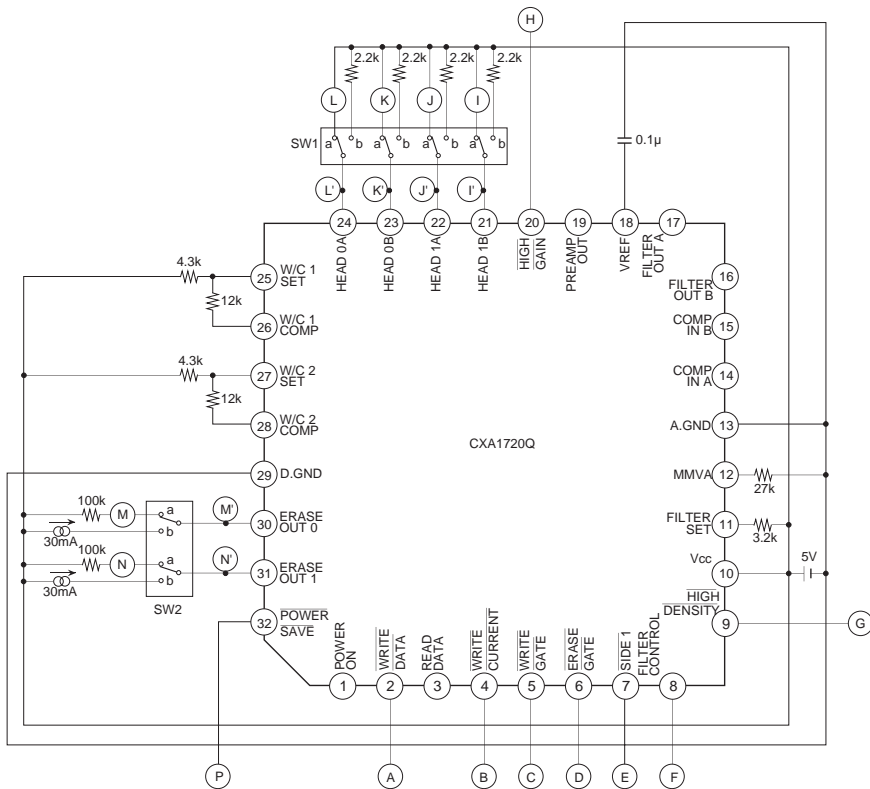 H
2.2k 2.2k 2.2k 2.2k
L K J I
SW1 a b a b a b a b
0.1µ
L' K' J' I'
24 23 22 21 20 19 18 17
HEAD 0A
HEAD 0B
HEAD 1A
HEAD 1B
HIGH
GAIN
PREAMP
OUT
VREF
FILTER
OUT A
4.3k
25 W/C 1
SET
12k
26 W/C 1
COMP
4.3k
27 W/C 2
SET
12k
28 W/C 2
COMP
29 D.GND
100k
M
a
b
M'
30 ERASE
OUT 0
30mA
100k
N
a
b
N'
31 ERASE
OUT 1
30mA
SW2
32 POWER
SAVE
CXA1720Q
16
FILTER
OUT B
COMP
IN B
15
COMP
IN A
14
A.GND 13
MMVA 12
27k
FILTER
SET
11
3.2k
Vcc
10
5V
HIGH
DENSITY
9
G
POWER
ON
WRITE
DATA
READ
DATA
WRITE
CURRENT
WRITE
GATE
ERASE
GATE
SIDE 1
FILTER
CONTROL
1 2 3 4 5 6 7 8
P A B C D E F